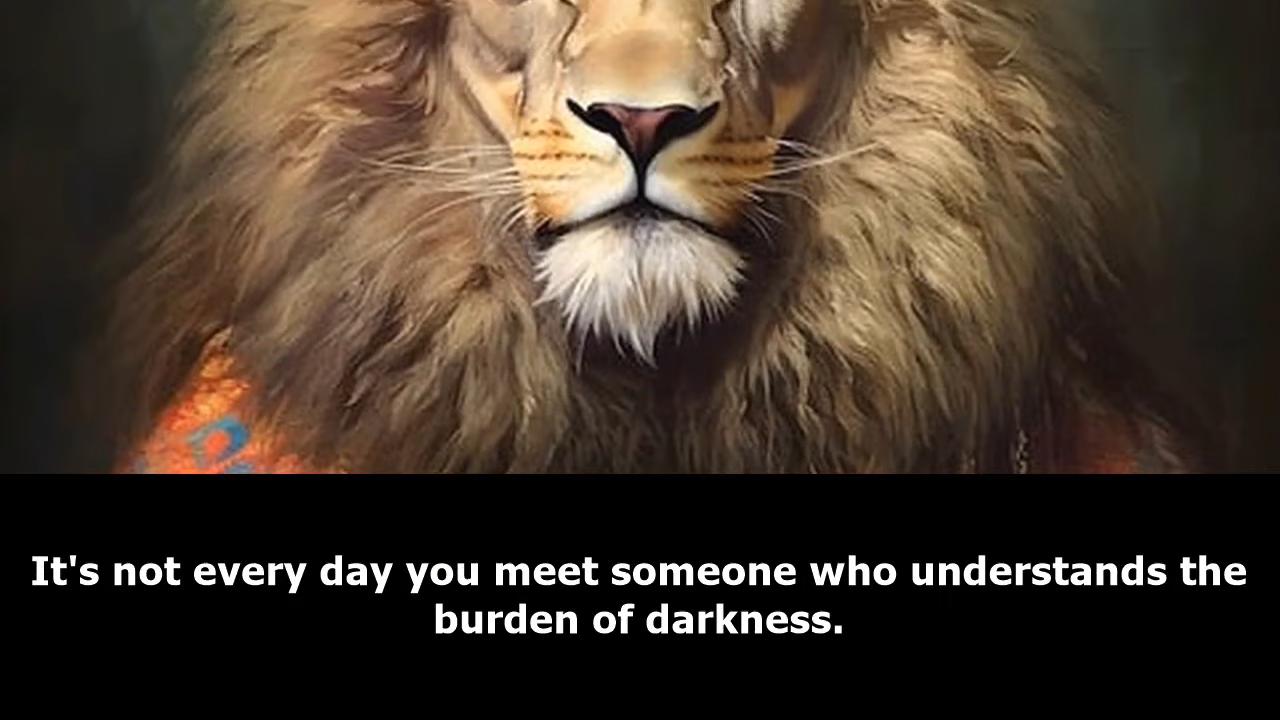 It's not every day you meet someone who understands the
burden of darkness.